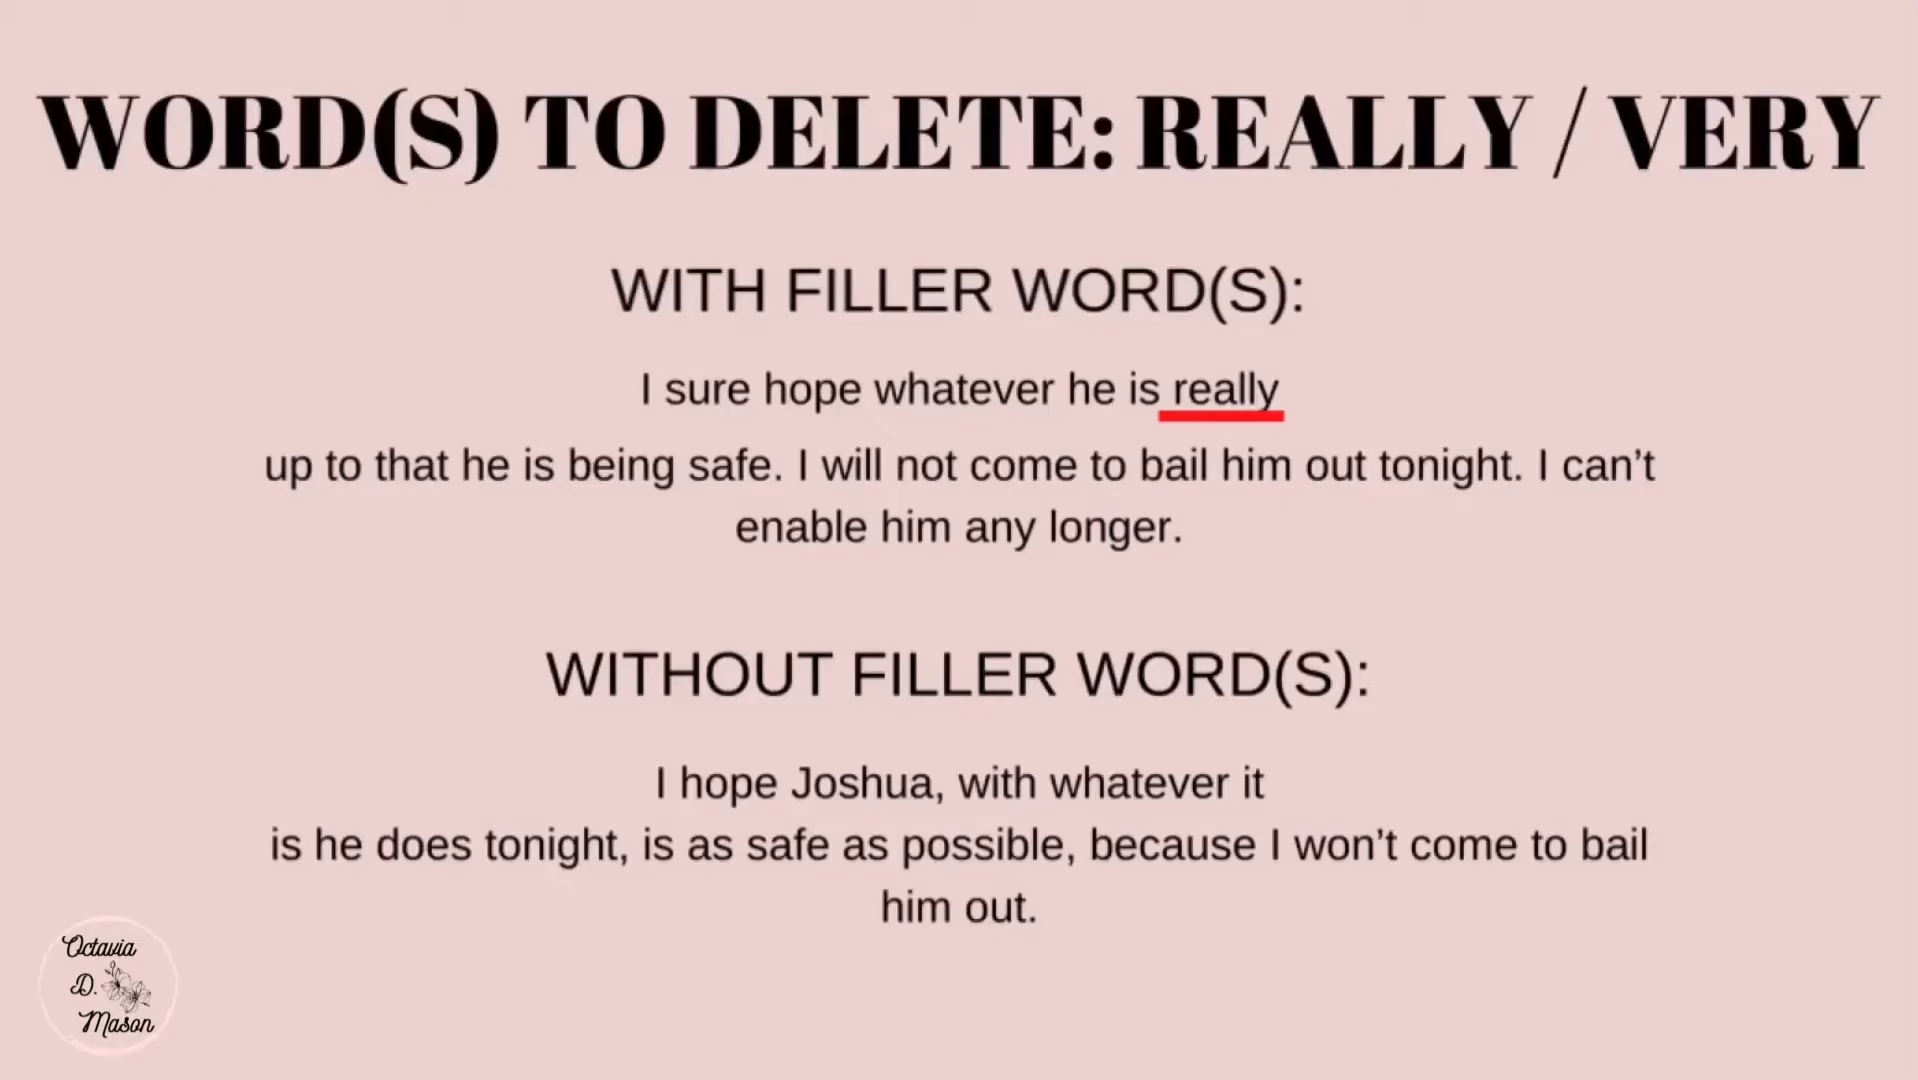 WORD(S) TO DELETE: REALLY / VERY
WITH FILLER WORD(S):
I sure hope whatever he is really
up to that he is being safe. I will not come to bail him out tonight. I can’t
enable him any longer.
WITHOUT FILLER WORD(S):
I hope Joshua, with whatever it
is he does tonight, is as safe as possible, because I won’t come to bail
him out.
Octavia
D.
Mason